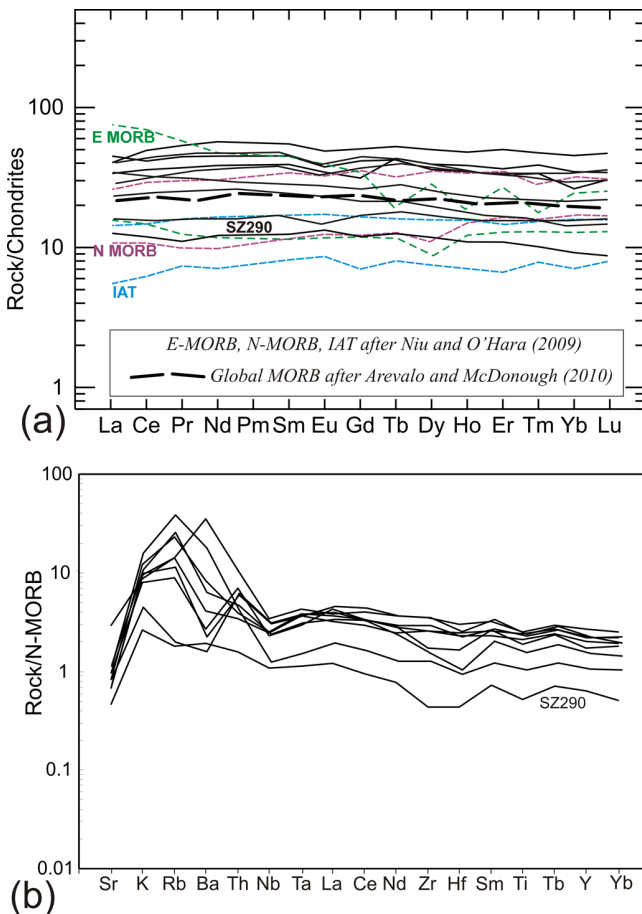 100
E MORB
Rock/Chondrites
SZ290
10
N MORB
IAT
E-MORB, N-MORB, IAT after Niu and O'Hara (2009)
Global MORB after Arevalo and McDonough (2010)
1
(a)
La Ce Pr Nd Pm Sm Eu Gd Tb Dy Ho Er Tm Yb Lu
100
10
Rock/N-MORB
1
SZ290
0.1
0.01
(b)
Sr K Rb Ba Th Nb Ta La Ce Nd Zr Hf Sm Ti Tb Y Yb